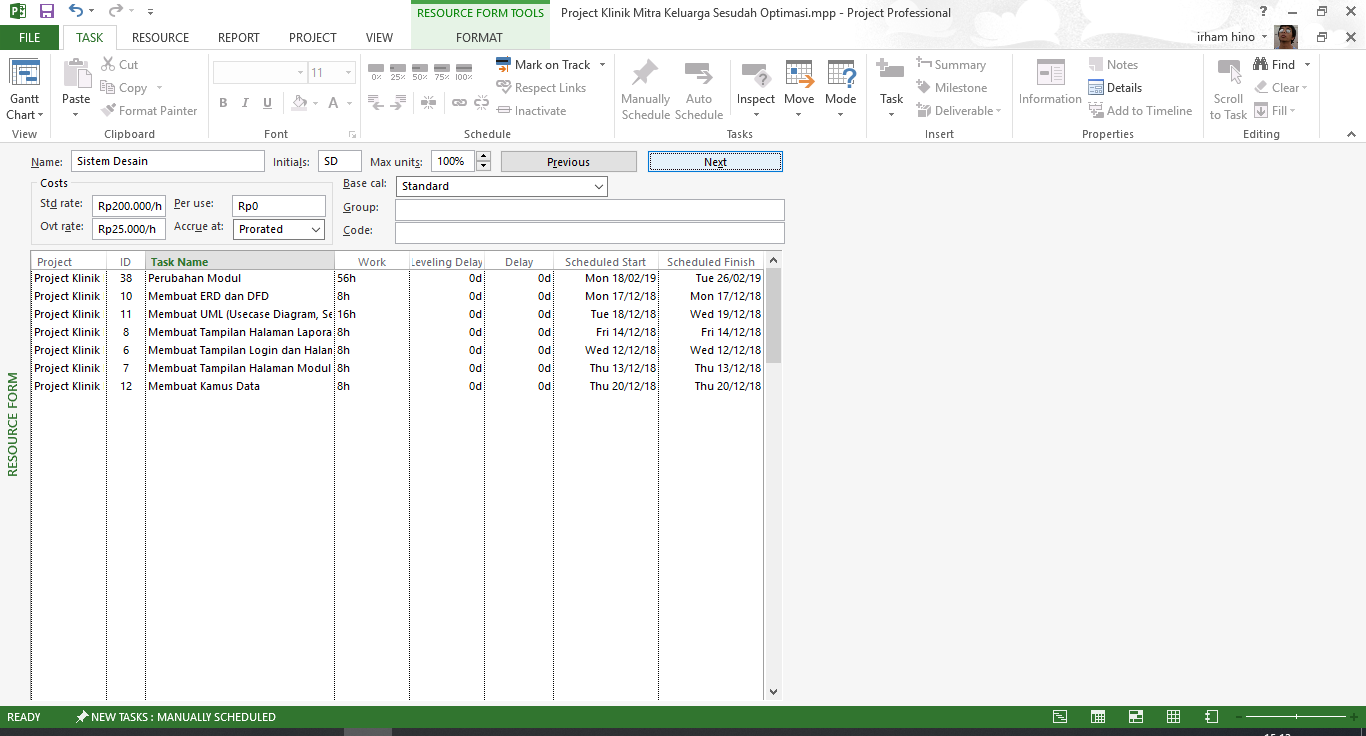 RESOURCE FORM TOOLS Project Klinik Mitra Keluarga Sesudah Optimasi.mpp - Project Professional
FILE TASK RESOURCE REPORT PROJECT VIEW FORMAT irham hino
Gantt Chart
View
Paste
Cut
Copy
Format Painter
Clipboard
11
B I U A
Font
0% 25% 50% 75% 100%
Mark on Track
Respect Links
Inactivate
Schedule
Manually Schedule
Auto Schedule
Inspect
Move
Mode
Tasks
Task
Summary
Milestone
Deliverable
Insert
Information
Notes
Details
Add to Timeline
Properties
Scroll to Task
Find
Clear
Fill
Editing
Name: Sistem Desain Initials: SD Max units: 100% Previous Next
Costs
Std rate: Rp200.000/h Per use: Rp0
Ovt rate: Rp25.000/h Accrue at: Prorated
Base cal: Standard
Group:
Code:
Project ID Task Name Work Leveling Delay Delay Scheduled Start Scheduled Finish
Project Klinik 38 Perubahan Modul 56h 0d 0d Mon 18/02/19 Tue 26/02/19
Project Klinik 10 Membuat ERD dan DFD 8h 0d 0d Mon 17/12/18 Mon 17/12/18
Project Klinik 11 Membuat UML (Usecase Diagram, Se 16h 0d 0d Tue 18/12/18 Wed 19/12/18
Project Klinik 8 Membuat Tampilan Halaman Lapora 8h 0d 0d Fri 14/12/18 Fri 14/12/18
Project Klinik 6 Membuat Tampilan Login dan Halan 8h 0d 0d Wed 12/12/18 Wed 12/12/18
Project Klinik 7 Membuat Tampilan Halaman Modul 8h 0d 0d Thu 13/12/18 Thu 13/12/18
Project Klinik 12 Membuat Kamus Data 8h 0d 0d Thu 20/12/18 Thu 20/12/18
RESOURCE FORM
READY NEW TASKS : MANUALLY SCHEDULED